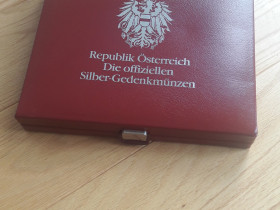 Republik Österreich
Die offiziellen
Silber-Gedenkmünzen